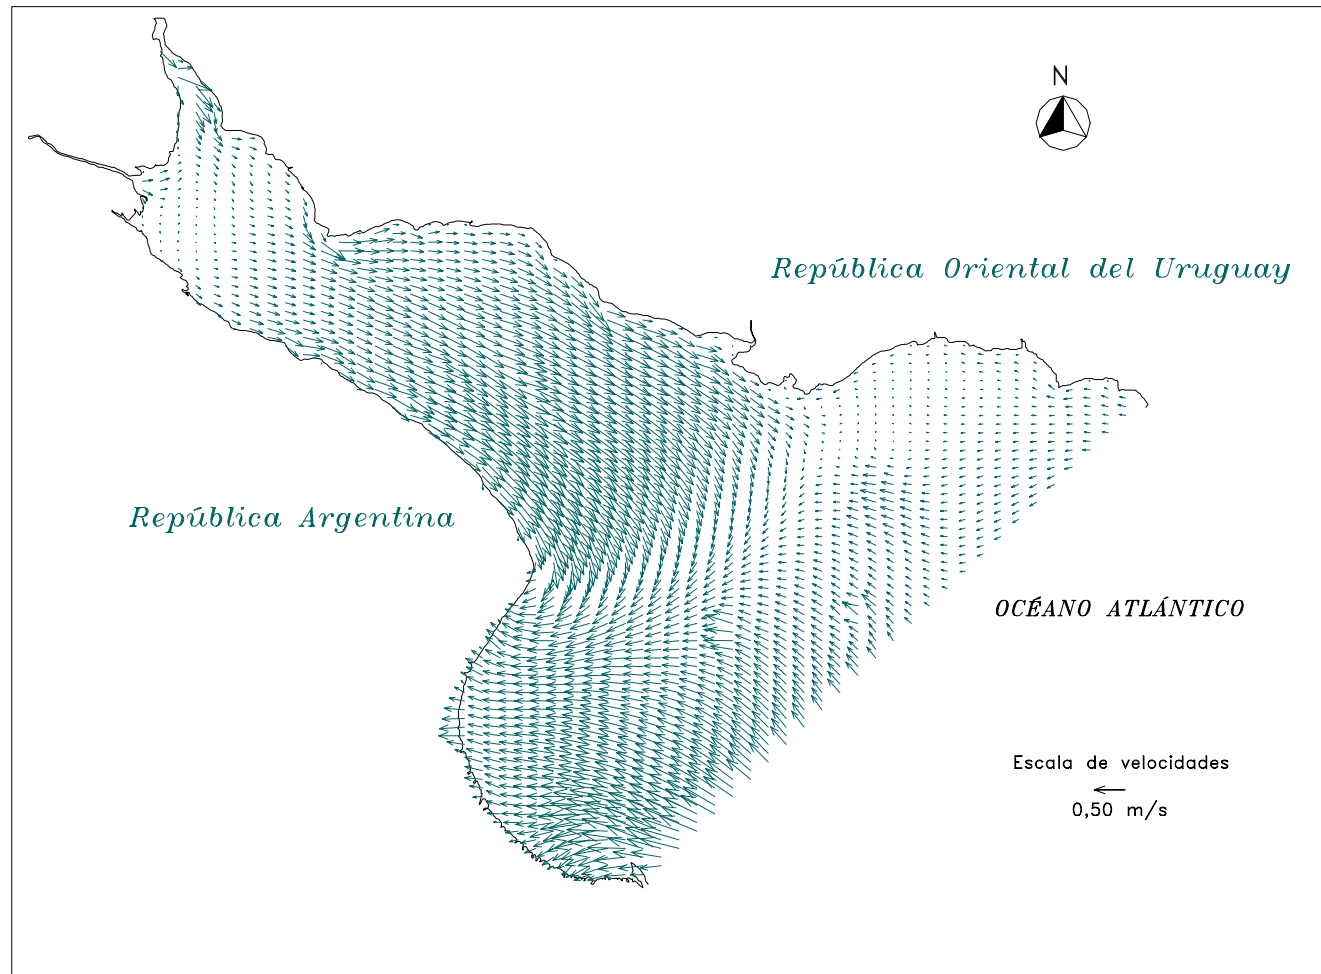 N
República Oriental del Uruguay
República Argentina
OCÉANO ATLÁNTICO
Escala de velocidades
0,50 m/s